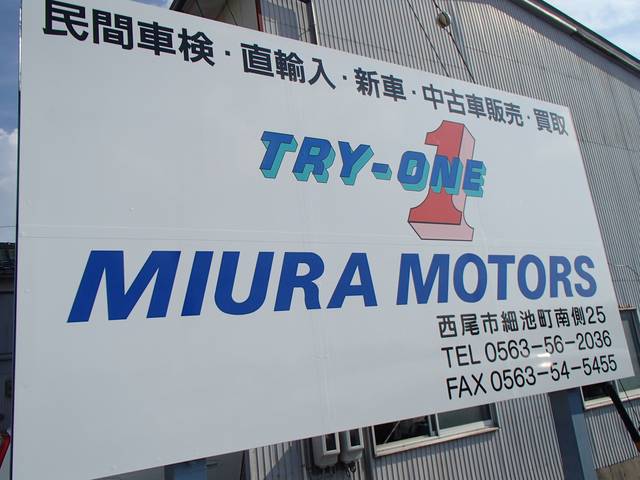 民間車検・直輸入・新車・中古車販売・買取
TRY-ONE
1
MIURA MOTORS
西尾市細池町南側25
TEL 0563-56-2036
FAX 0563-54-5455